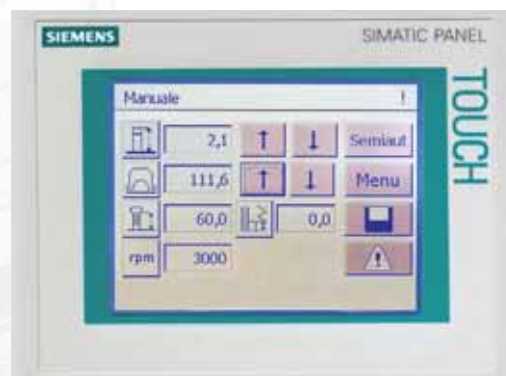 SIEMENS SIMATIC PANEL
TOUCH
Manuale !
2,1 ↑ ↓ Semiaut
111,6 ↑ ↓ Menu
60,0 0,0
rpm 3000